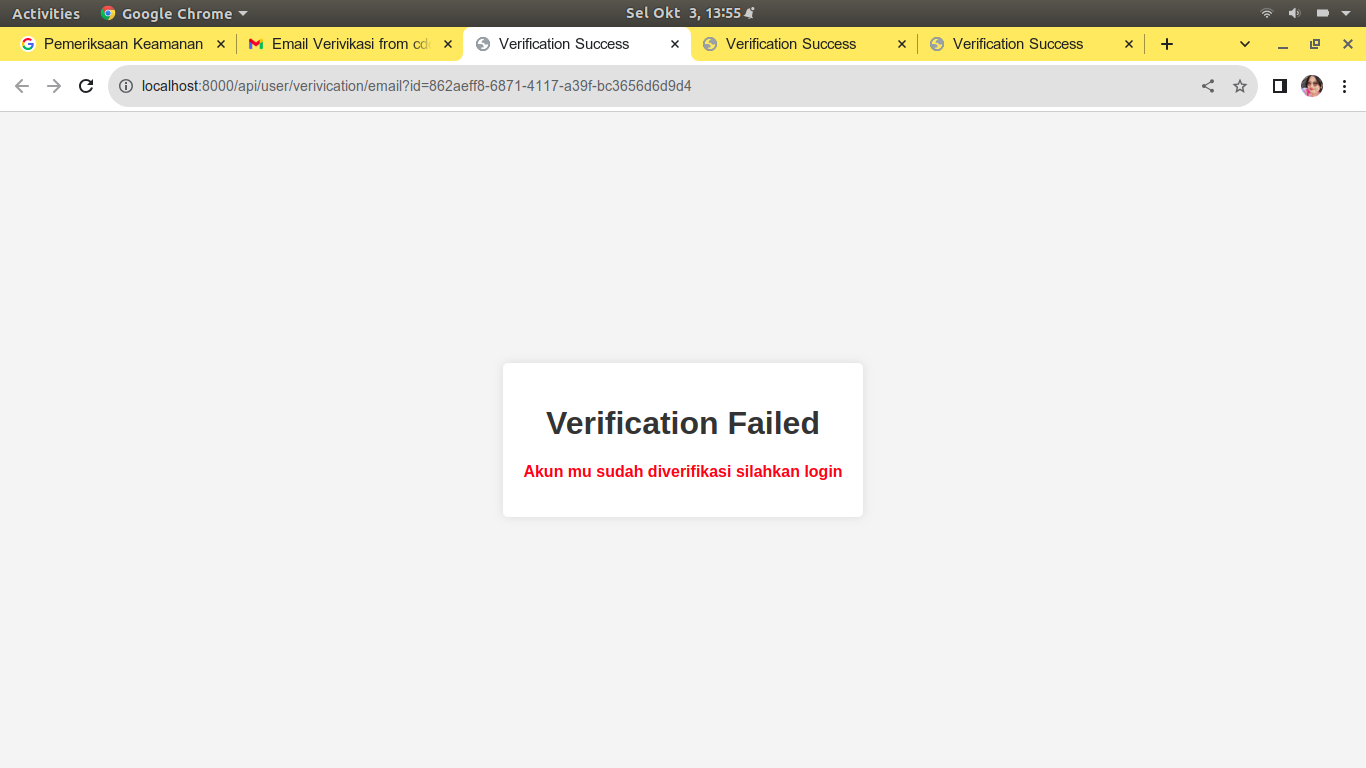 Activities Google Chrome Sel Okt 3, 13:55
Pemeriksaan Keamanan Email Verivikasi from cd Verification Success Verification Success Verification Success
localhost:8000/api/user/verivication/email?id=862aeff8-6871-4117-a39f-bc3656d6d9d4
Verification Failed
Akun mu sudah diverifikasi silahkan login